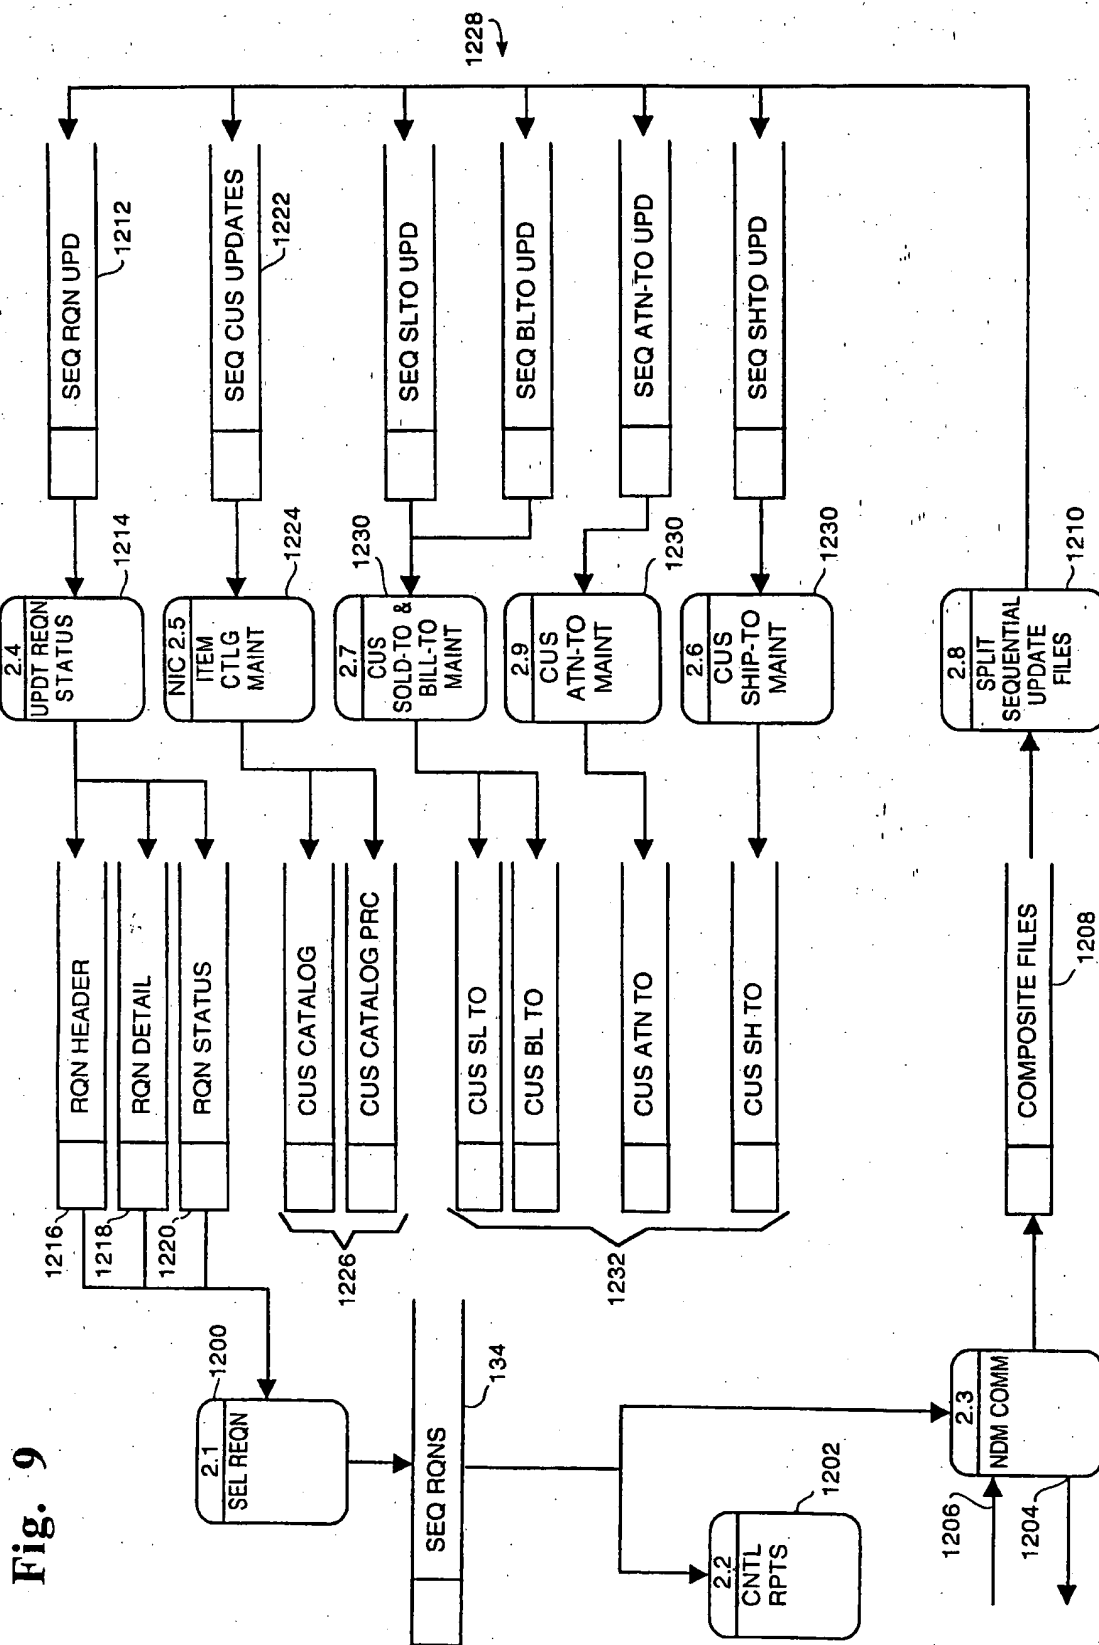 Fig. 9
1216
RQN HEADER
2.4
UPDT REQN
STATUS
1214
SEQ RQN UPD
1212
1218
RQN DETAIL
1220
RQN STATUS
2.1
SEL REQN
1200
CUS CATALOG
CUS CATALOG PRC
1226
NIC 2.5
ITEM
CTLG
MAINT
1224
SEQ CUS UPDATES
1222
SEQ RQNS
134
CUS SL TO
CUS BL TO
2.7
CUS
SOLD-TO &
BILL-TO
MAINT
1230
SEQ SLTO UPD
SEQ BLTO UPD
1228
CUS ATN TO
2.9
CUS
ATN-TO
MAINT
1230
SEQ ATN-TO UPD
CUS SH TO
1232
2.6
CUS
SHIP-TO
MAINT
1230
SEQ SHTO UPD
2.2
CNTL
RPTS
1202
1206
1204
2.3
NDM COMM
COMPOSITE FILES
1208
2.8
SPLIT
SEQUENTIAL
UPDATE
FILES
1210